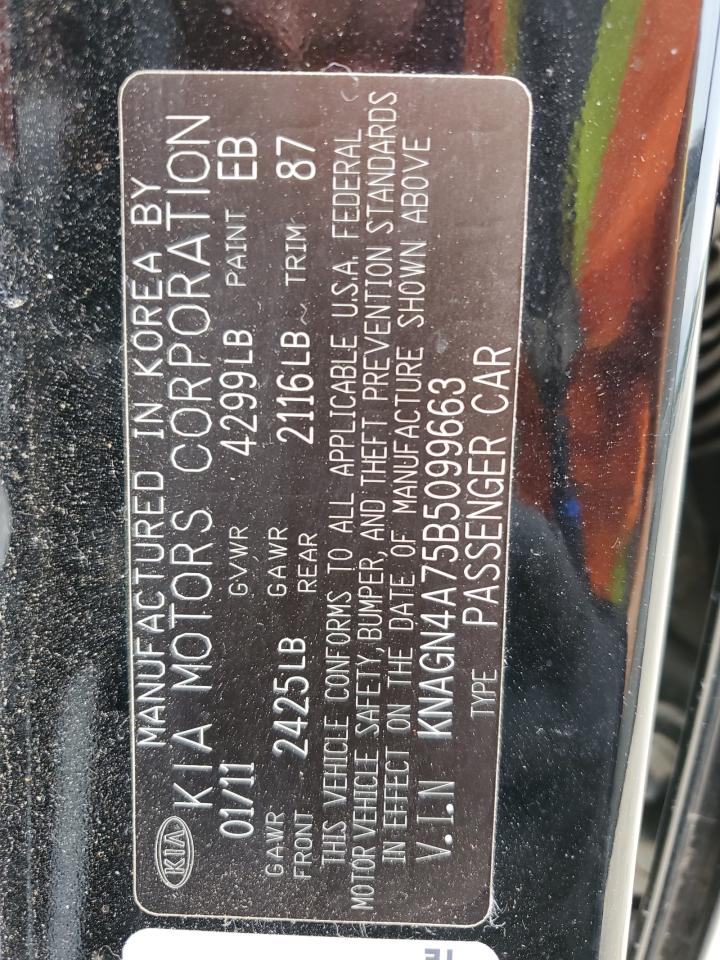 MANUFACTURED IN KOREA BY
KIA KIA MOTORS CORPORATION
01/11 GVWR 4299LB PAINT EB
GAWR FRONT 2425LB GAWR REAR 2116LB TRIM 87
THIS VEHICLE CONFORMS TO ALL APPLICABLE U.S.A. FEDERAL
MOTOR VEHICLE SAFETY, BUMPER, AND THEFT PREVENTION STANDARDS
IN EFFECT ON THE DATE OF MANUFACTURE SHOWN ABOVE
V.I.N KNAGN4A75B5099663
TYPE PASSENGER CAR